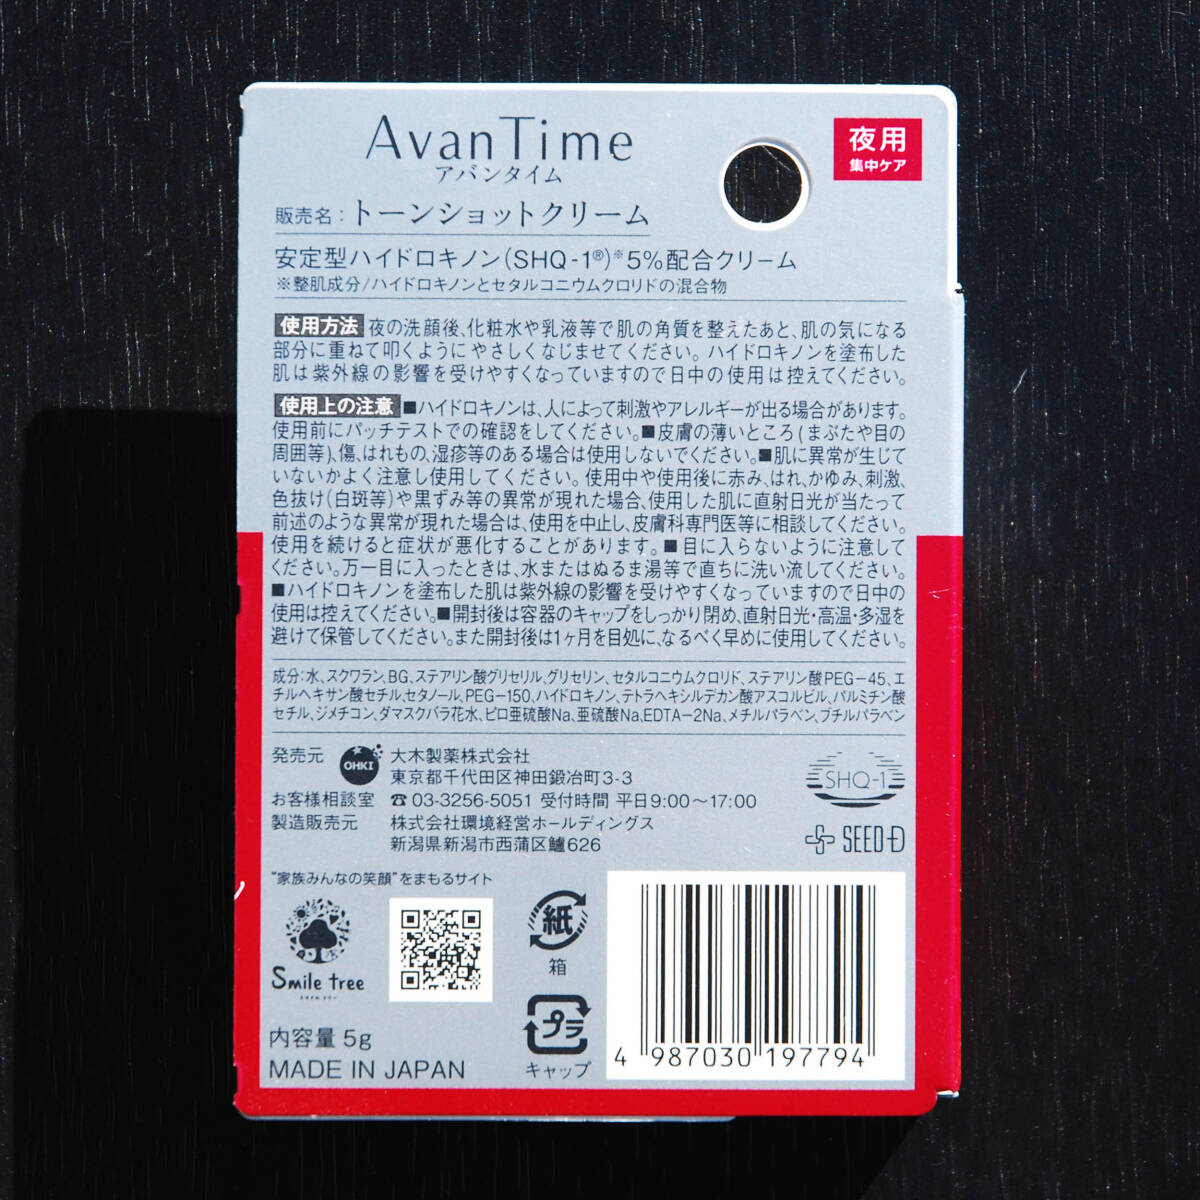 AvanTime
アバンタイム
夜用
集中ケア
販売名:トーンショットクリーム
安定型ハイドロキノン(SHQ-1®)※5%配合クリーム
※整肌成分/ハイドロキノンとセタルコニウムクロリドの混合物
使用方法 夜の洗顔後、化粧水や乳液等で肌の角質を整えたあと、肌の気になる
部分に重ねて叩くようにやさしくなじませてください。ハイドロキノンを塗布した
肌は紫外線の影響を受けやすくなっていますので日中の使用は控えてください。
使用上の注意 ■ハイドロキノンは、人によって刺激やアレルギーが出る場合があります。
使用前にパッチテストでの確認をしてください。■皮膚の薄いところ(まぶたや目の
周囲等)、傷、はれもの、湿疹等のある場合は使用しないでください。■肌に異常が生じて
いないかよく注意し使用してください。使用中や使用後に赤み、はれ、かゆみ、刺激、
色抜け(白斑等)や黒ずみ等の異常が現れた場合、使用した肌に直射日光が当たって
前述のような異常が現れた場合は、使用を中止し、皮膚科専門医等に相談してください。
使用を続けると症状が悪化することがあります。■目に入らないように注意して
ください。万一目に入ったときは、水またはぬるま湯等で直ちに洗い流してください。
■ハイドロキノンを塗布した肌は紫外線の影響を受けやすくなっていますので日中の
使用は控えてください。■開封後は容器のキャップをしっかり閉め、直射日光・高温・多湿を
避けて保管してください。また開封後は1ヶ月を目処に、なるべく早めに使用してください。
成分:水、スクワラン、BG、ステアリン酸グリセリル、グリセリン、セタルコニウムクロリド、ステアリン酸PEG-45、エ
チルヘキサン酸セチル、セタノール、PEG-150、ハイドロキノン、テトラヘキシルデカン酸アスコルビル、パルミチン酸
セチル、ジメチコン、ダマスクバラ花水、ピロ亜硫酸Na、亜硫酸Na、EDTA-2Na、メチルパラベン、ブチルパラベン
発売元 OHKI 大木製薬株式会社
東京都千代田区神田鍛冶町3-3
お客様相談室 ☎03-3256-5051 受付時間 平日9:00〜17:00
製造販売元 株式会社環境経営ホールディングス
新潟県新潟市西蒲区鱸626
SHQ-1
SEED-D
“家族みんなの笑顔”をまもるサイト
Smile tree
スマイル ツリー
紙
箱
プラ
キャップ
内容量 5g
MADE IN JAPAN
4 987030 197794